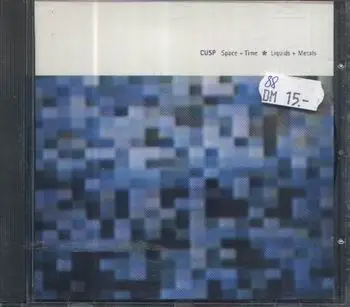 CUSP Space + Time ✱ Liquids + Metals
88
DM 15.-